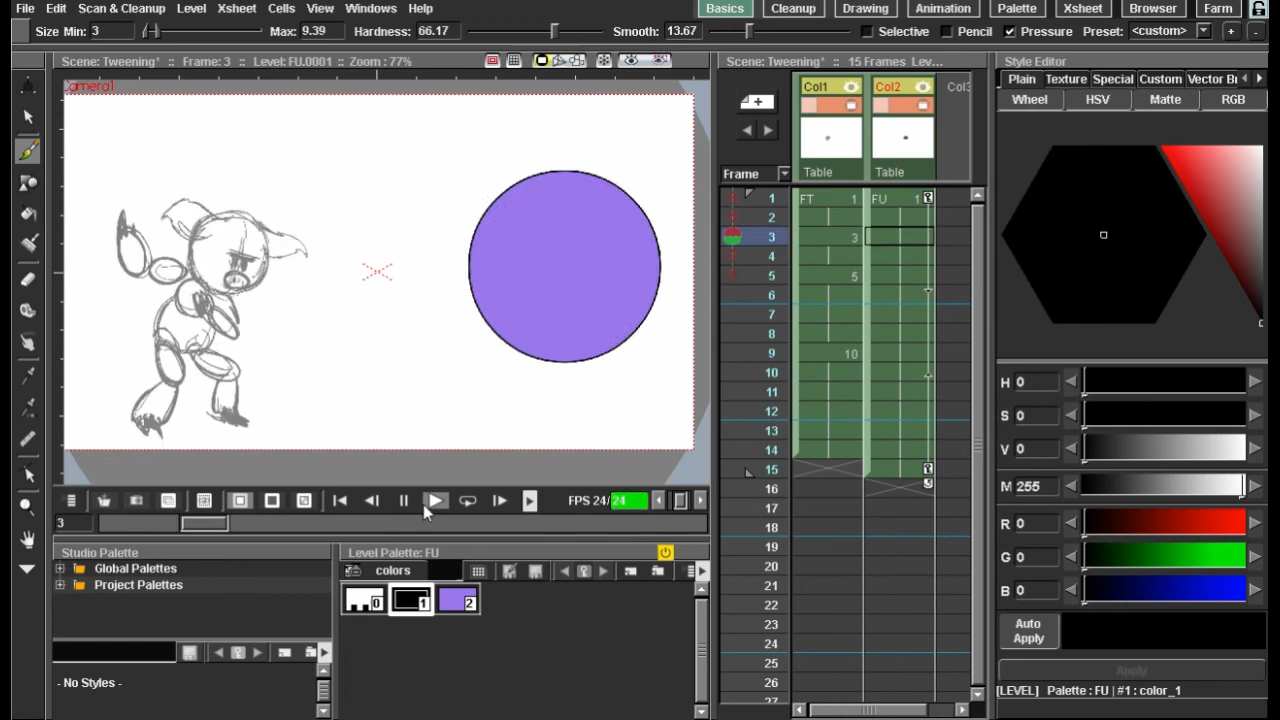 File Edit Scan & Cleanup Level Xsheet Cells View Windows Help Basics Cleanup Drawing Animation Palette Xsheet Browser Farm
Size Min: 3 Max: 9.39 Hardness: 66.17 Smooth: 13.67 Selective Pencil Pressure Preset: <custom> + -
Scene: Tweening* :: Frame: 3 :: Level: FU.0001 :: Zoom : 77%
Scene: Tweening* :: 15 Frames Lev...
Style Editor
Plain Texture Special Custom Vector B
Wheel HSV Matte RGB
Camera1
Col1 Col2 Col3
Table Table
Frame
1 FT 1 FU 1
2
3 3
4
5 5
6
7
8
9 10
10
11
12
13
14
15
16
17
18
19
20
21
22
23
24
25
26
27
H 0
S 0
V 0
M 255
R 0
G 0
B 0
Auto Apply
Apply
[LEVEL] Palette : FU | #1 : color_1
FPS 24/24
3
Studio Palette
Global Palettes
Project Palettes
- No Styles -
Level Palette: FU
colors
0 1 2